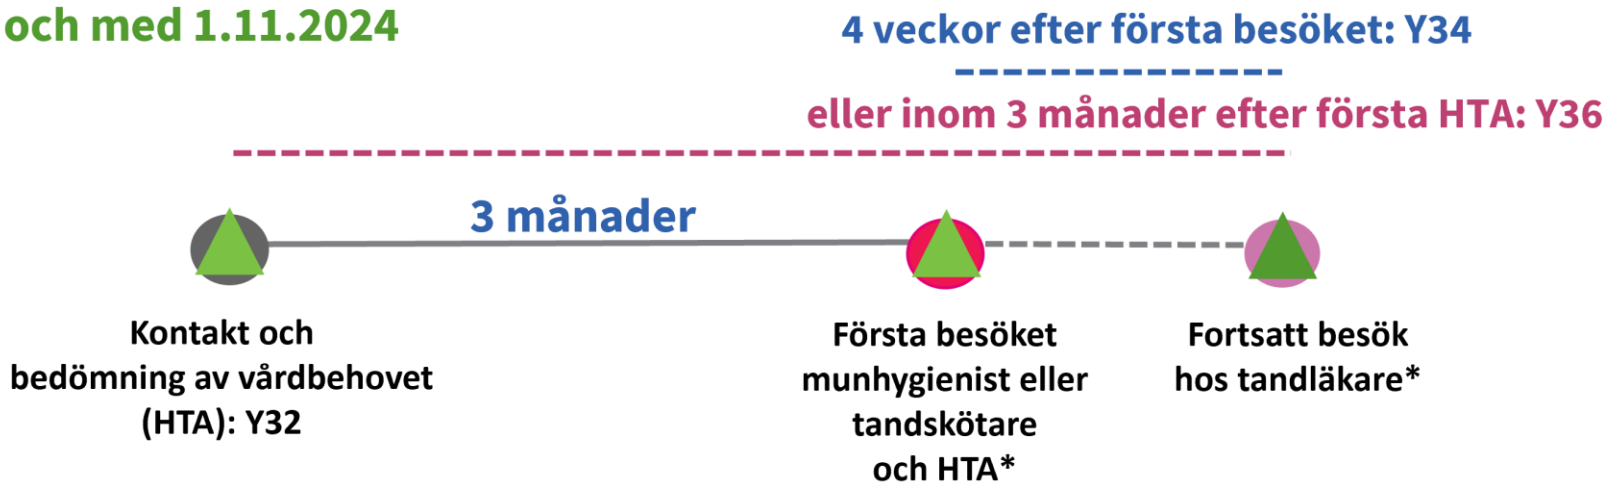 och med 1.11.2024
4 veckor efter första besöket: Y34
eller inom 3 månader efter första HTA: Y36
3 månader
Kontakt och
bedömning av vårdbehovet
(HTA): Y32
Första besöket
munhygienist eller
tandskötare
och HTA*
Fortsatt besök
hos tandläkare*